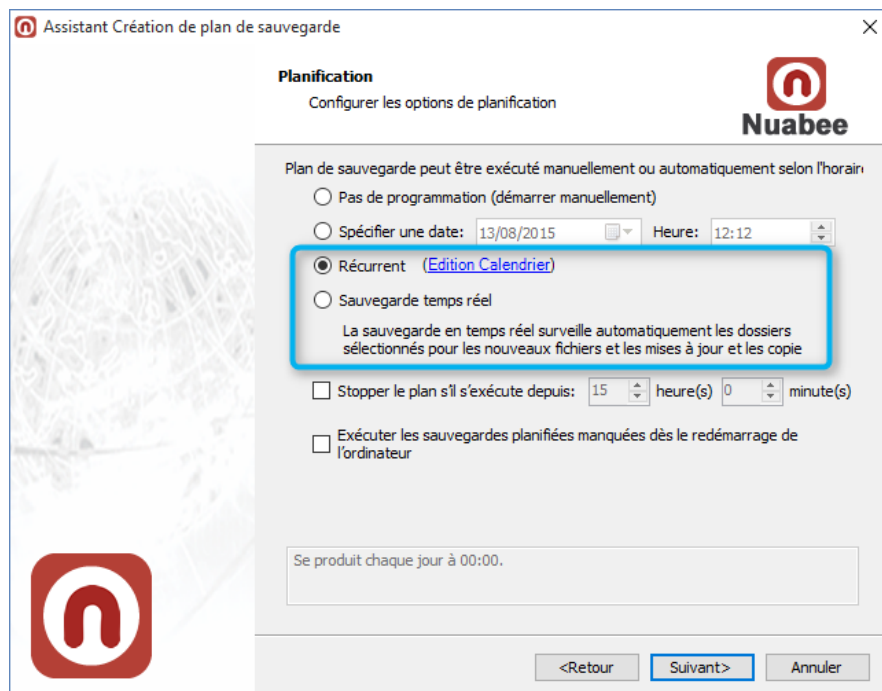 Assistant Création de plan de sauvegarde
Planification
Configurer les options de planification
Nuabee
Plan de sauvegarde peut être exécuté manuellement ou automatiquement selon l'horair
Pas de programmation (démarrer manuellement)
Spécifier une date: 13/08/2015 Heure: 12:12
Récurrent (Edition Calendrier)
Sauvegarde temps réel
La sauvegarde en temps réel surveille automatiquement les dossiers
sélectionnés pour les nouveaux fichiers et les mises à jour et les copie
Stopper le plan s'il s'exécute depuis: 15 heure(s) 0 minute(s)
Exécuter les sauvegardes planifiées manquées dès le redémarrage de
l'ordinateur
Se produit chaque jour à 00:00.
<Retour Suivant> Annuler